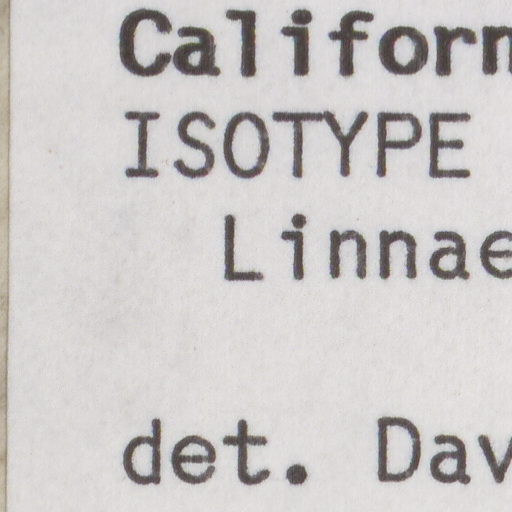 Californ
ISOTYPE
Linnae
det. Dav